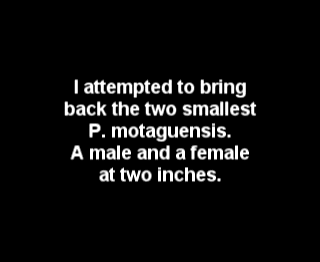 I attempted to bring
back the two smallest
P. motaguensis.
A male and a female
at two inches.